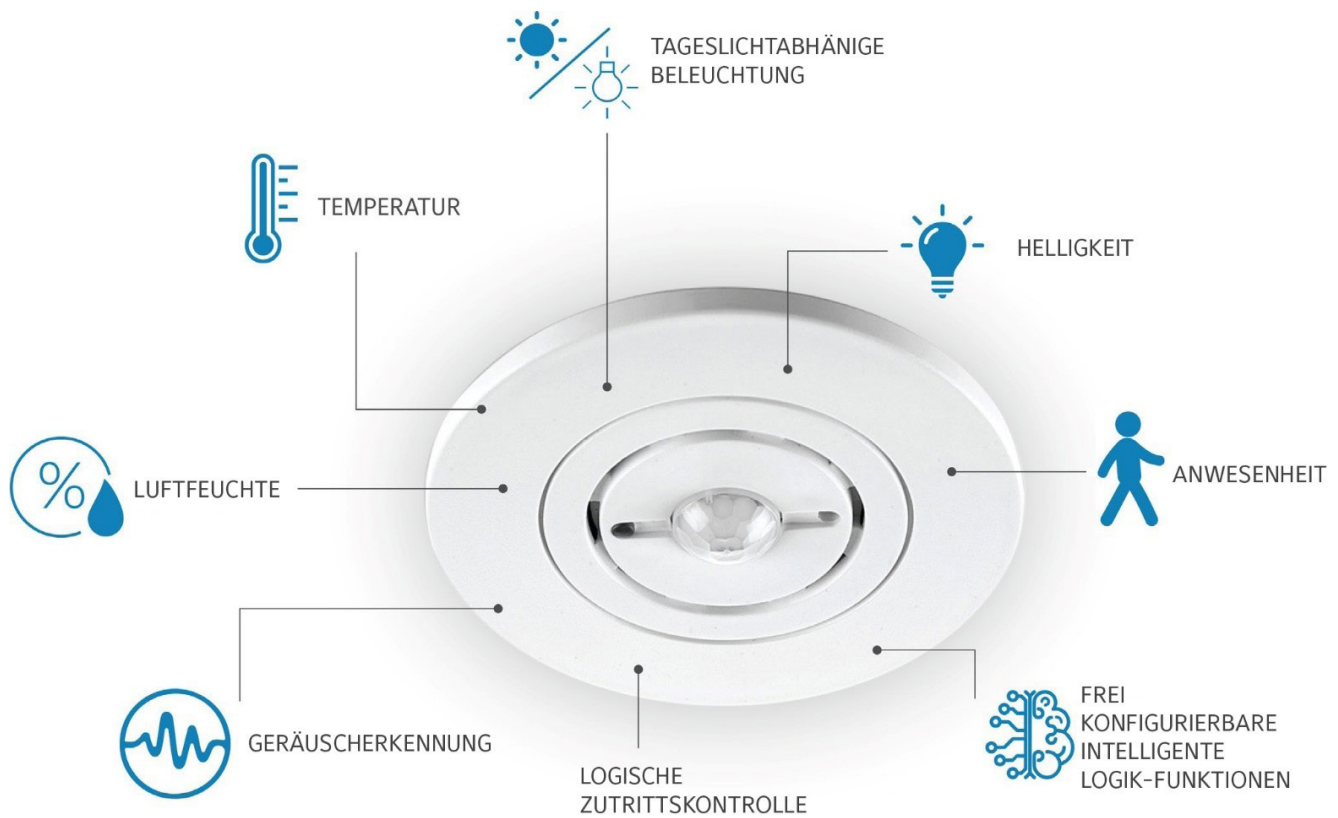 TAGESLICHTABHÄNIGE
BELEUCHTUNG
TEMPERATUR
HELLIGKEIT
%
LUFTFEUCHTE
ANWESENHEIT
GERÄUSCHERKENNUNG
LOGISCHE
ZUTRITTSKONTROLLE
FREI
KONFIGURIERBARE
INTELLIGENTE
LOGIK-FUNKTIONEN